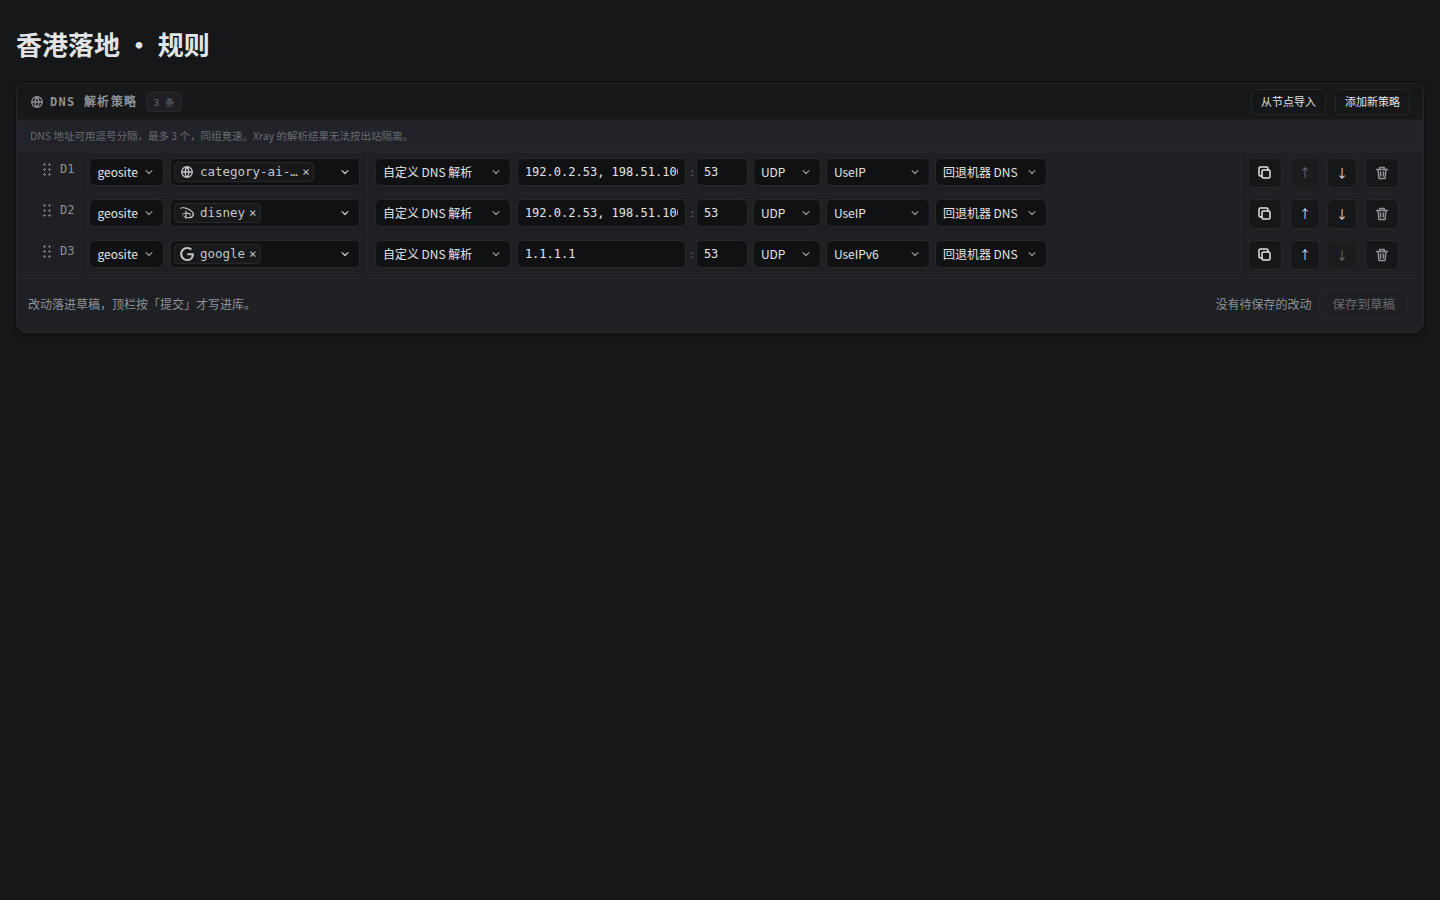 香港落地 · 规则
DNS 解析策略 3 条 从节点导入 添加新策略
DNS 地址可用逗号分隔，最多 3 个，同组竞速。Xray 的解析结果无法按出站隔离。
D1 geosite category-ai-… × 自定义 DNS 解析 192.0.2.53, 198.51.10 : 53 UDP UseIP 回退机器 DNS ↑ ↓
D2 geosite disney × 自定义 DNS 解析 192.0.2.53, 198.51.10 : 53 UDP UseIP 回退机器 DNS ↑ ↓
D3 geosite google × 自定义 DNS 解析 1.1.1.1 : 53 UDP UseIPv6 回退机器 DNS ↑ ↓
改动落进草稿，顶栏按「提交」才写进库。 没有待保存的改动 保存到草稿